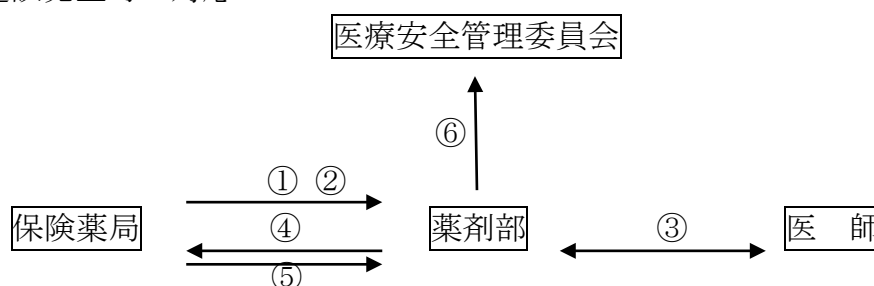 医療安全管理委員会
⑥
① ②
保険薬局
④
薬剤部
③
医 師
⑤